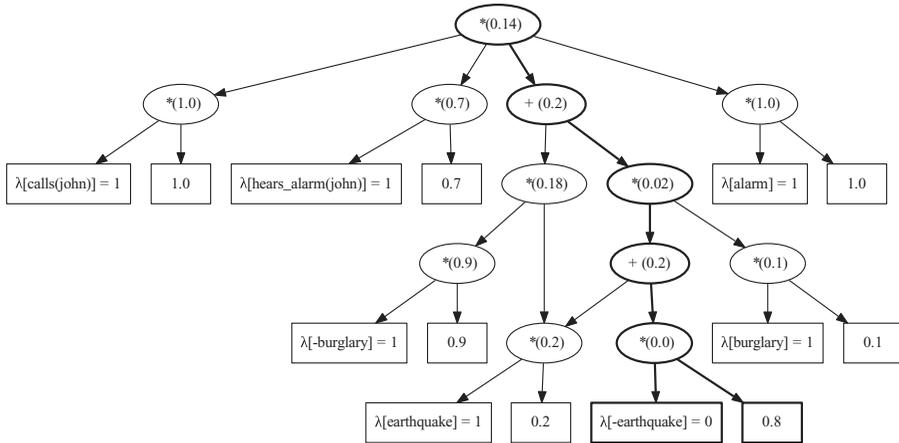 *(0.14)
*(1.0) *(0.7) + (0.2) *(1.0)
λ[calls(john)] = 1 1.0 λ[hears_alarm(john)] = 1 0.7 *(0.18) *(0.02) λ[alarm] = 1 1.0
*(0.9) + (0.2) *(0.1)
λ[-burglary] = 1 0.9 *(0.2) *(0.0) λ[burglary] = 1 0.1
λ[earthquake] = 1 0.2 λ[-earthquake] = 0 0.8